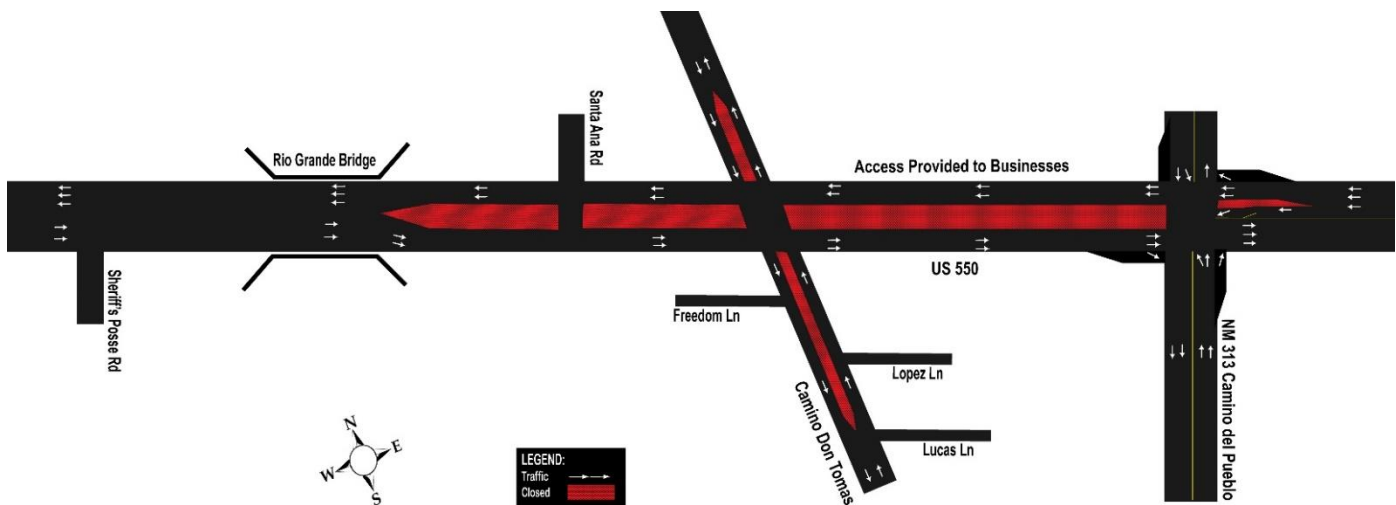 Rio Grande Bridge
Santa Ana Rd
Access Provided to Businesses
US 550
Sheriff's Posse Rd
Freedom Ln
Lopez Ln
Lucas Ln
Camino Don Tomas
NM 313 Camino del Pueblo
N
E
W
S
LEGEND:
Traffic
Closed